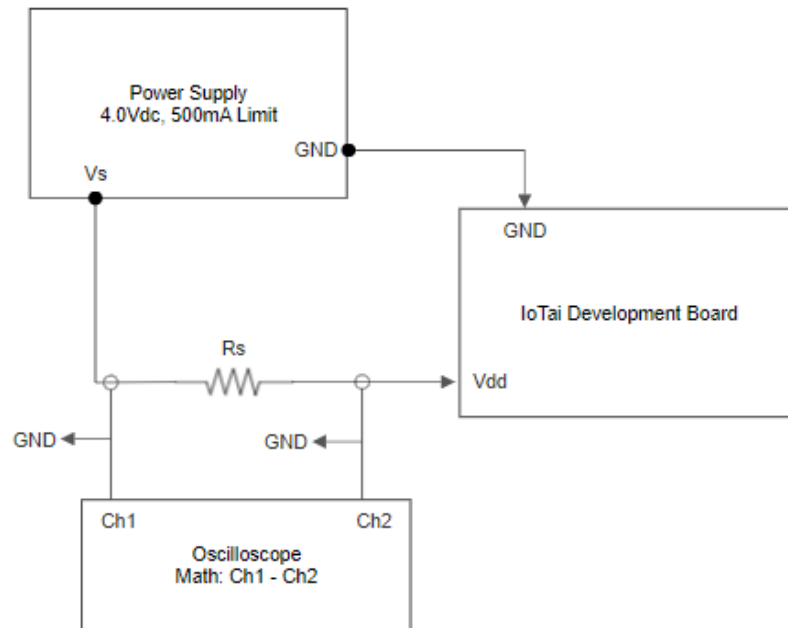 Power Supply
4.0Vdc, 500mA Limit
GND
Vs
GND
IoTai Development Board
Rs
Vdd
GND
GND
Ch1
Ch2
Oscilloscope
Math: Ch1 - Ch2